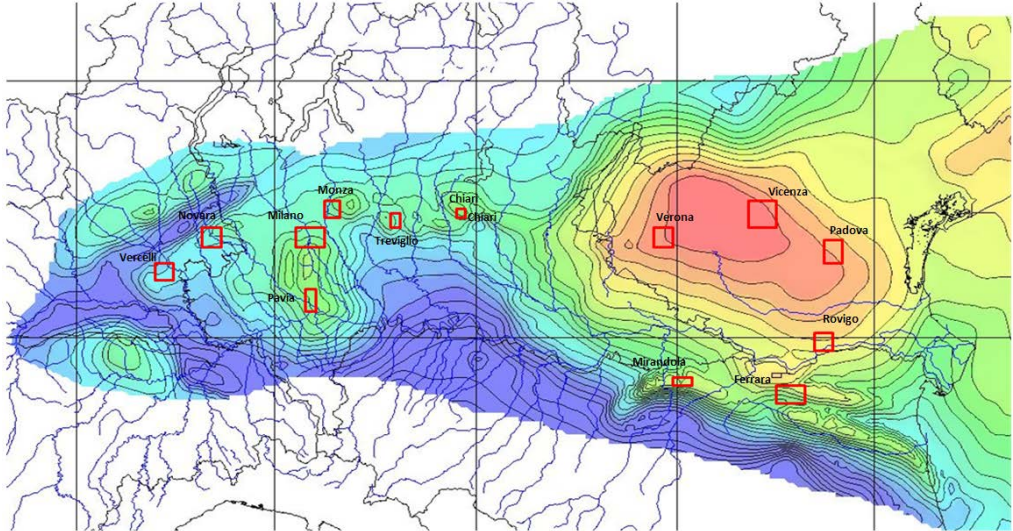 Monza
Chiari
Vicenza
Novara
Milano
Chiari
Verona
Padova
Treviglio
Vercelli
Pavia
Rovigo
Mirandola
Ferrara